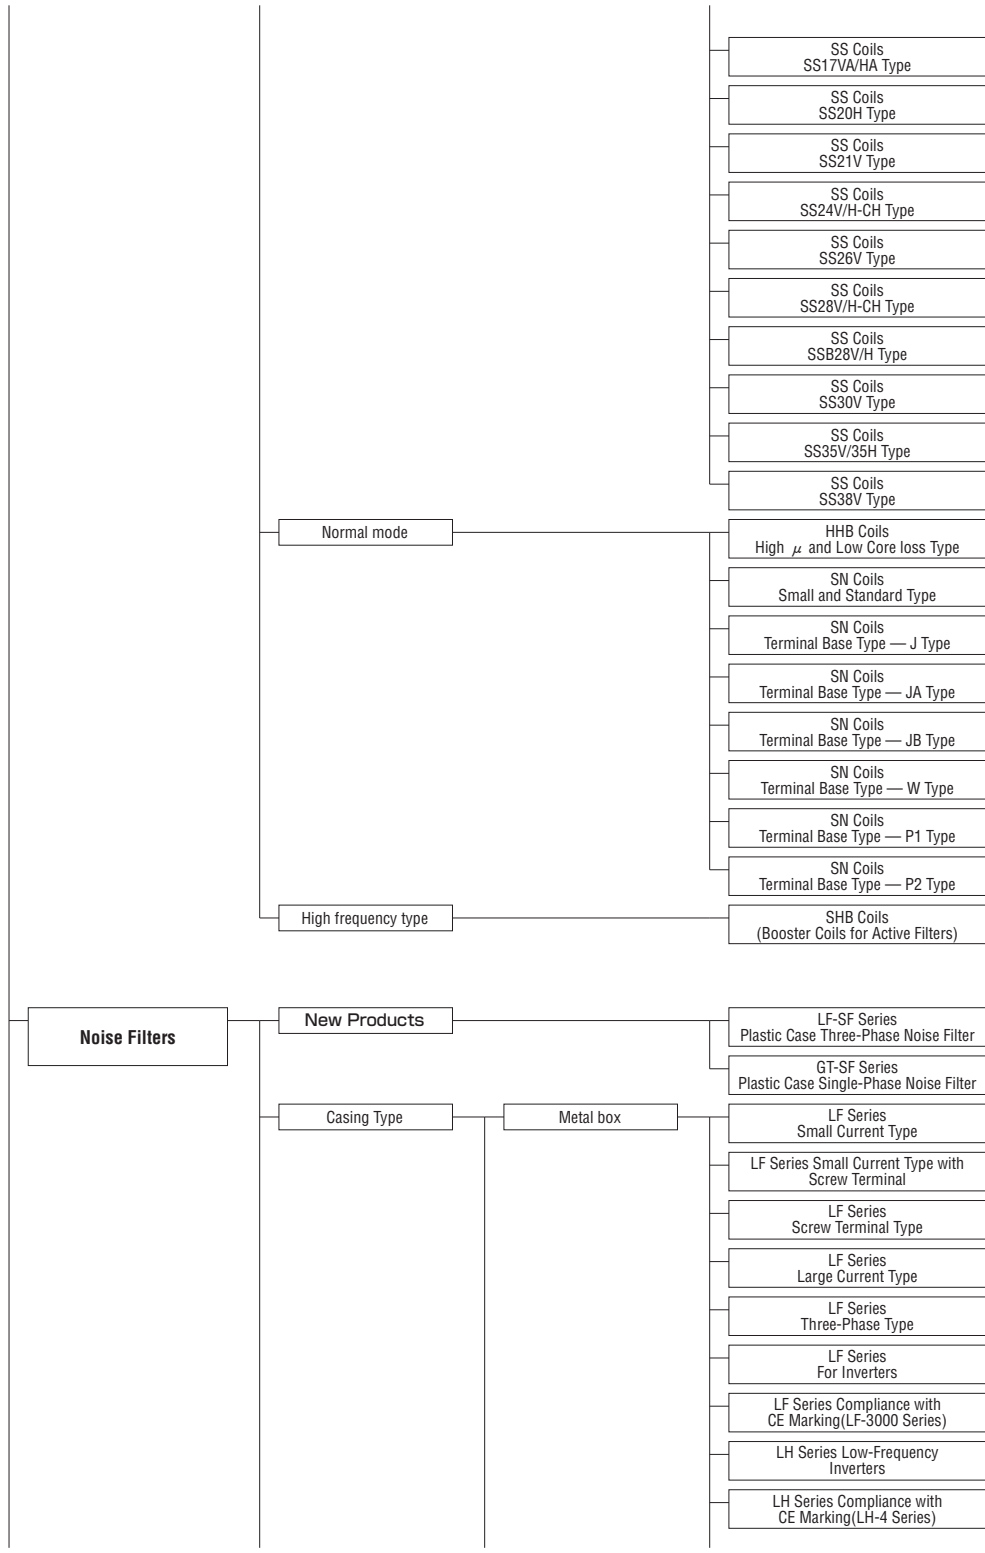 SS Coils
SS17VA/HA Type
SS Coils
SS20H Type
SS Coils
SS21V Type
SS Coils
SS24V/H-CH Type
SS Coils
SS26V Type
SS Coils
SS28V/H-CH Type
SS Coils
SSB28V/H Type
SS Coils
SS30V Type
SS Coils
SS35V/35H Type
SS Coils
SS38V Type
Normal mode
HHB Coils
High μ and Low Core loss Type
SN Coils
Small and Standard Type
SN Coils
Terminal Base Type — J Type
SN Coils
Terminal Base Type — JA Type
SN Coils
Terminal Base Type — JB Type
SN Coils
Terminal Base Type — W Type
SN Coils
Terminal Base Type — P1 Type
SN Coils
Terminal Base Type — P2 Type
High frequency type
SHB Coils
(Booster Coils for Active Filters)
Noise Filters
New Products
LF-SF Series
Plastic Case Three-Phase Noise Filter
GT-SF Series
Plastic Case Single-Phase Noise Filter
Casing Type
Metal box
LF Series
Small Current Type
LF Series Small Current Type with
Screw Terminal
LF Series
Screw Terminal Type
LF Series
Large Current Type
LF Series
Three-Phase Type
LF Series
For Inverters
LF Series Compliance with
CE Marking(LF-3000 Series)
LH Series Low-Frequency
Inverters
LH Series Compliance with
CE Marking(LH-4 Series)